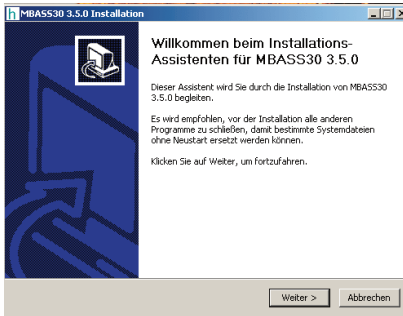 MBASS30 3.5.0 Installation
Willkommen beim Installations-
Assistenten für MBASS30 3.5.0
Dieser Assistent wird Sie durch die Installation von MBASS30
3.5.0 begleiten.
Es wird empfohlen, vor der Installation alle anderen
Programme zu schließen, damit bestimmte Systemdateien
ohne Neustart ersetzt werden können.
Klicken Sie auf Weiter, um fortzufahren.
Weiter >
Abbrechen